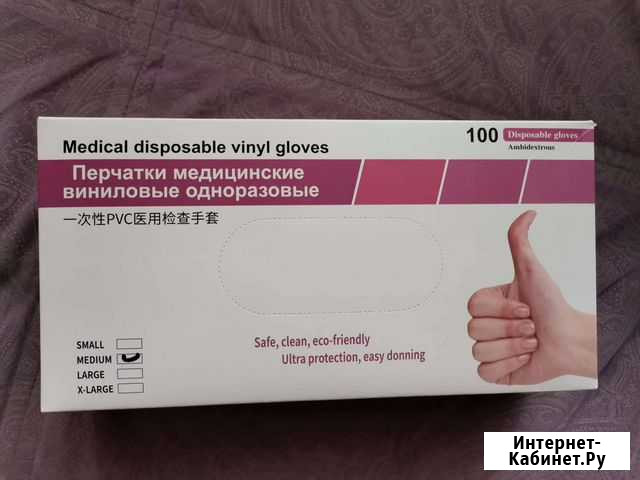 Medical disposable vinyl gloves
100 Disposable gloves
Ambidextrous
Перчатки медицинские
виниловые одноразовые
一次性PVC医用检查手套
SMALL
MEDIUM
LARGE
X-LARGE
Safe, clean, eco-friendly
Ultra protection, easy donning
Интернет-
Кабинет.Ру